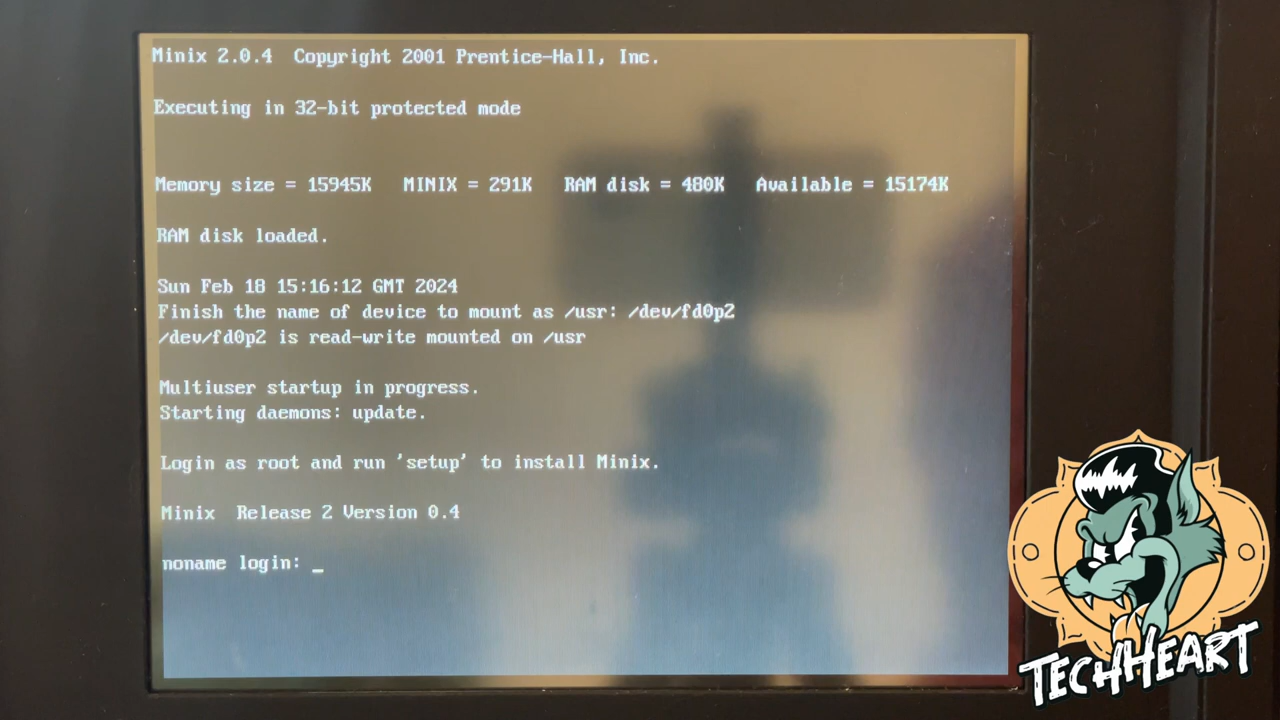 Minix 2.0.4  Copyright 2001 Prentice-Hall, Inc.
Executing in 32-bit protected mode
Memory size = 15945K   MINIX = 291K   RAM disk = 480K   Available = 15174K
RAM disk loaded.
Sun Feb 18 15:16:12 GMT 2024
Finish the name of device to mount as /usr: /dev/fd0p2
/dev/fd0p2 is read-write mounted on /usr
Multiuser startup in progress.
Starting daemons: update.
Login as root and run 'setup' to install Minix.
Minix  Release 2 Version 0.4
noname login: _
TECHHEART